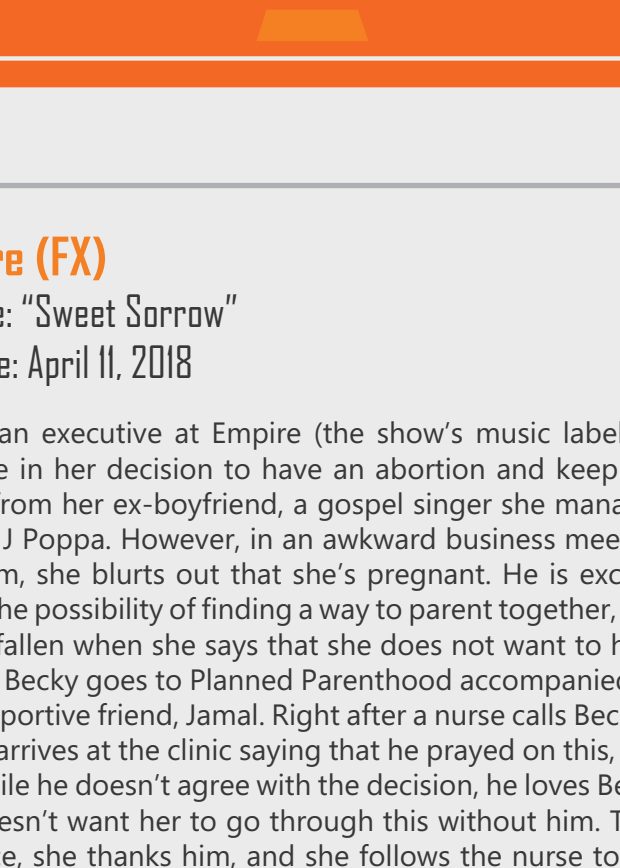 re (FX)
e: “Sweet Sorrow”
e: April 11, 2018
an executive at Empire (the show’s music label
e in her decision to have an abortion and keep
from her ex-boyfriend, a gospel singer she mana
J Poppa. However, in an awkward business mee
m, she blurts out that she’s pregnant. He is exc
he possibility of finding a way to parent together,
fallen when she says that she does not want to h
Becky goes to Planned Parenthood accompanied
portive friend, Jamal. Right after a nurse calls Bec
arrives at the clinic saying that he prayed on this,
ile he doesn’t agree with the decision, he loves Be
esn’t want her to go through this without him. T
te, she thanks him, and she follows the nurse to